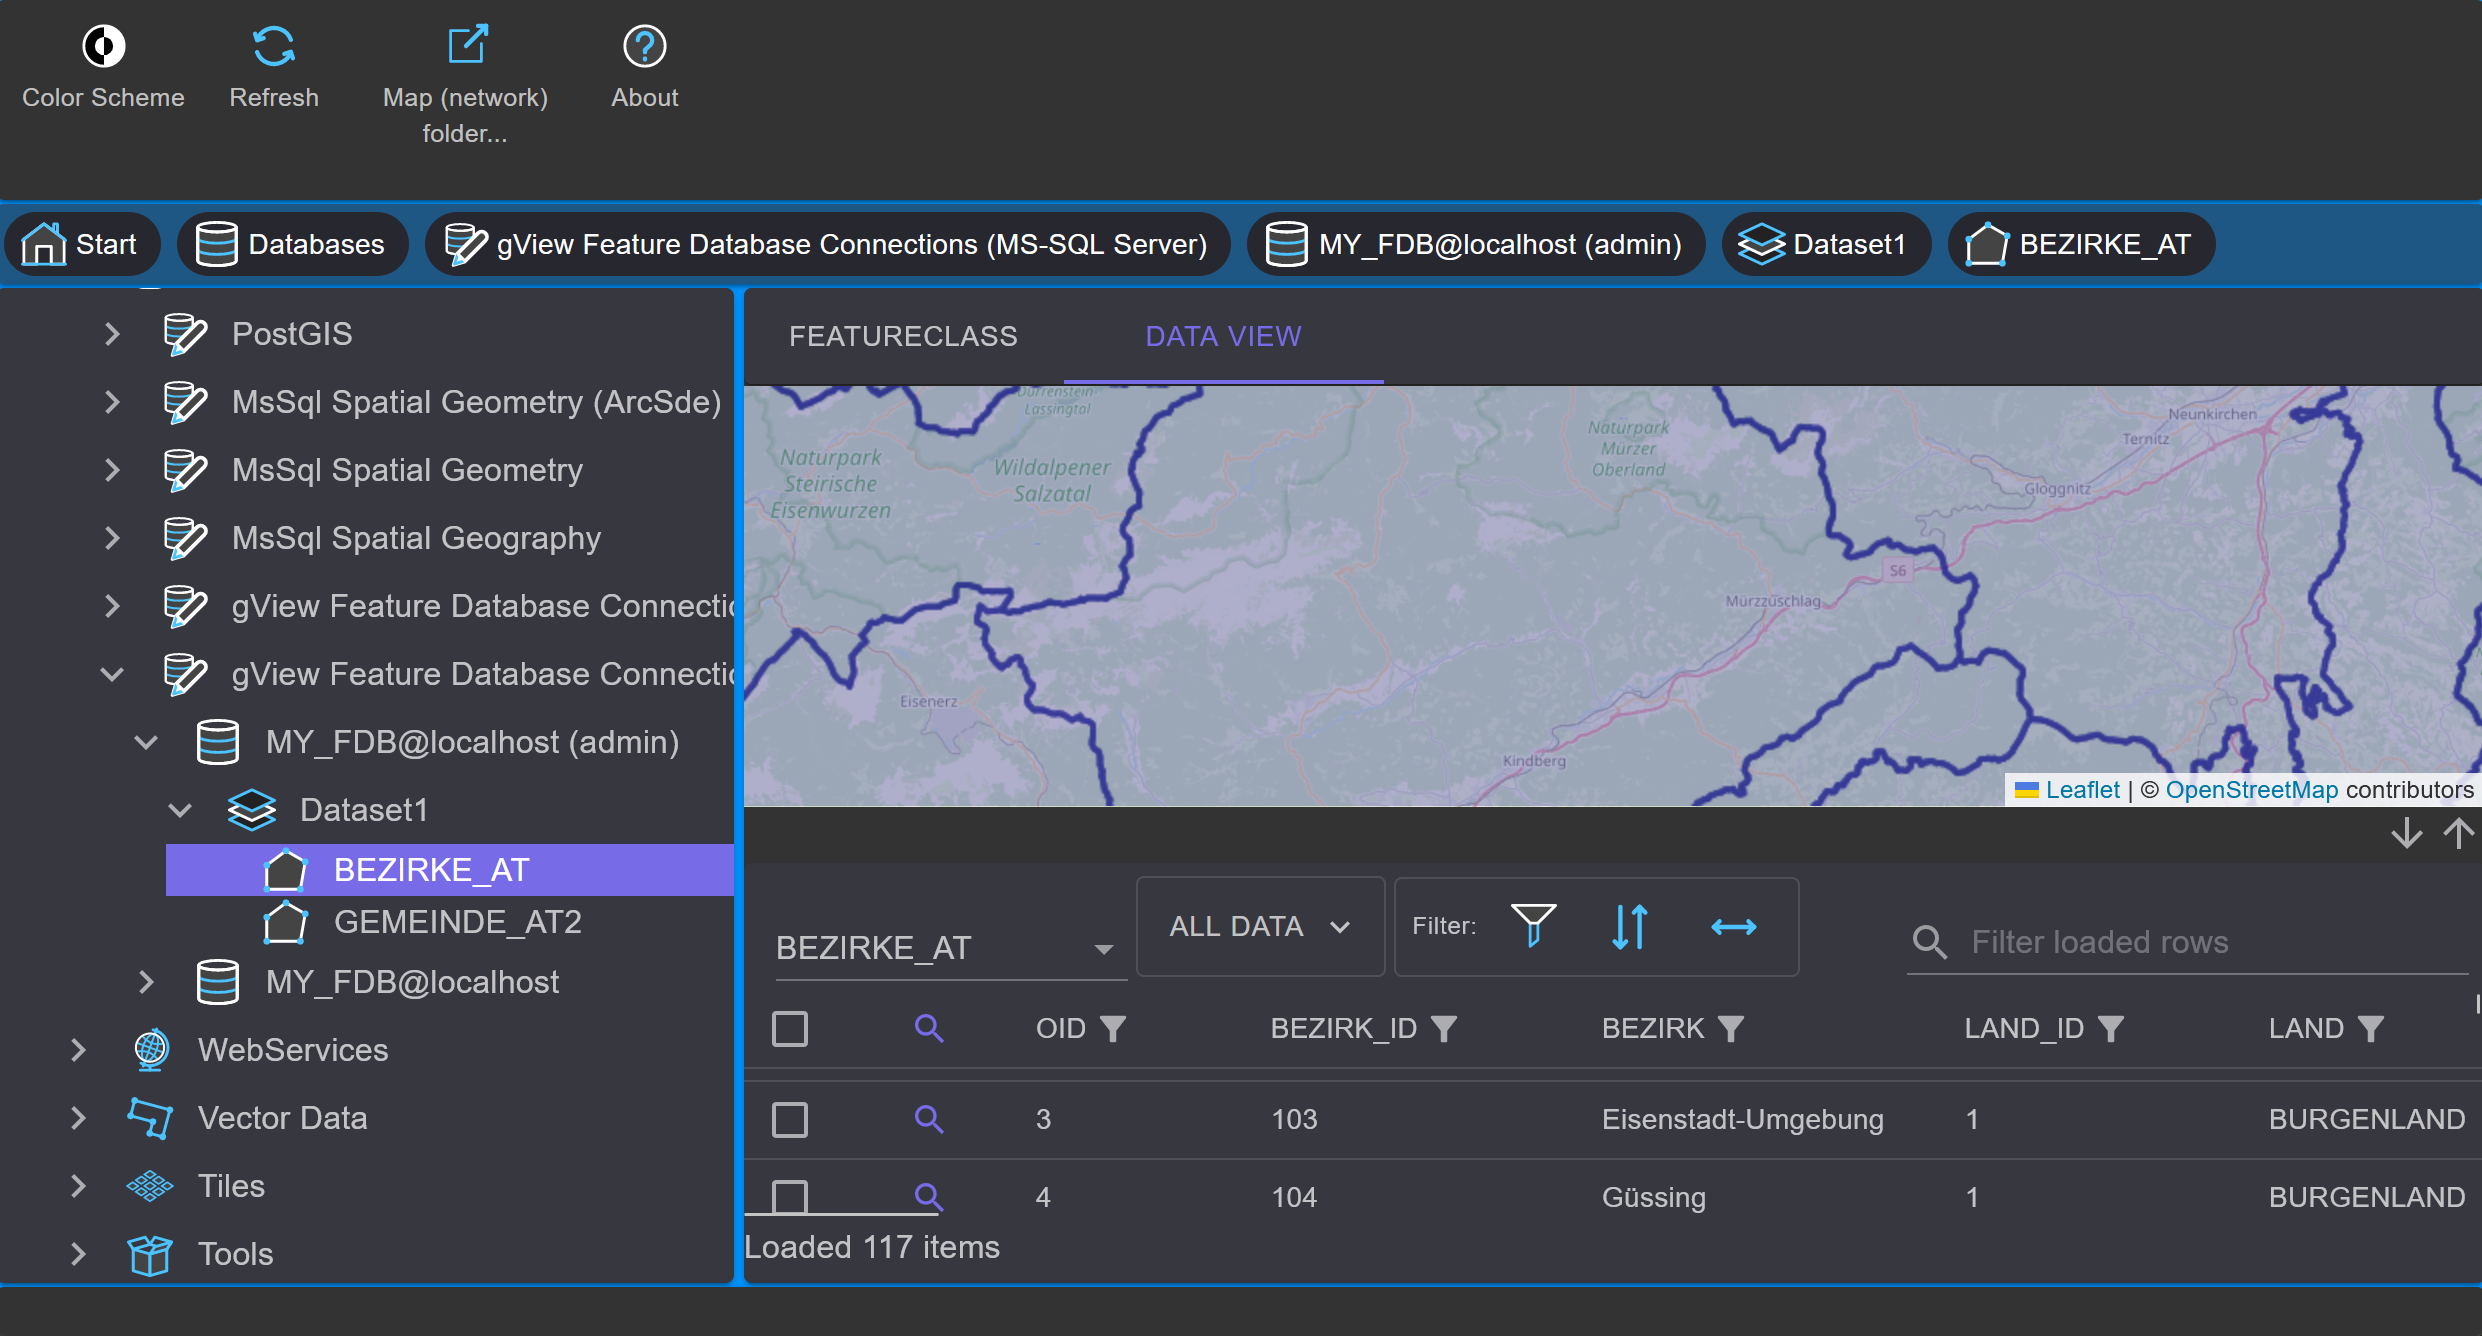 Color Scheme
Refresh
Map (network)
folder...
About
Start
Databases
gView Feature Database Connections (MS-SQL Server)
MY_FDB@localhost (admin)
Dataset1
BEZIRKE_AT
PostGIS
MsSql Spatial Geometry (ArcSde)
MsSql Spatial Geometry
MsSql Spatial Geography
gView Feature Database Connectio
gView Feature Database Connectio
MY_FDB@localhost (admin)
Dataset1
BEZIRKE_AT
GEMEINDE_AT2
MY_FDB@localhost
WebServices
Vector Data
Tiles
Tools
FEATURECLASS
DATA VIEW
Dürrenstein-
Lassingtal
Naturpark
Steirische
Eisenwurzen
Wildalpener
Salzatal
Naturpark
Mürzer
Oberland
Neunkirchen
Ternitz
Gloggnitz
S6
Mürzzuschlag
Eisenerz
Kindberg
Leaflet | © OpenStreetMap contributors
BEZIRKE_AT
ALL DATA
Filter:
Filter loaded rows
OID BEZIRK_ID BEZIRK LAND_ID LAND
3 103 Eisenstadt-Umgebung 1 BURGENLAND
4 104 Güssing 1 BURGENLAND
Loaded 117 items